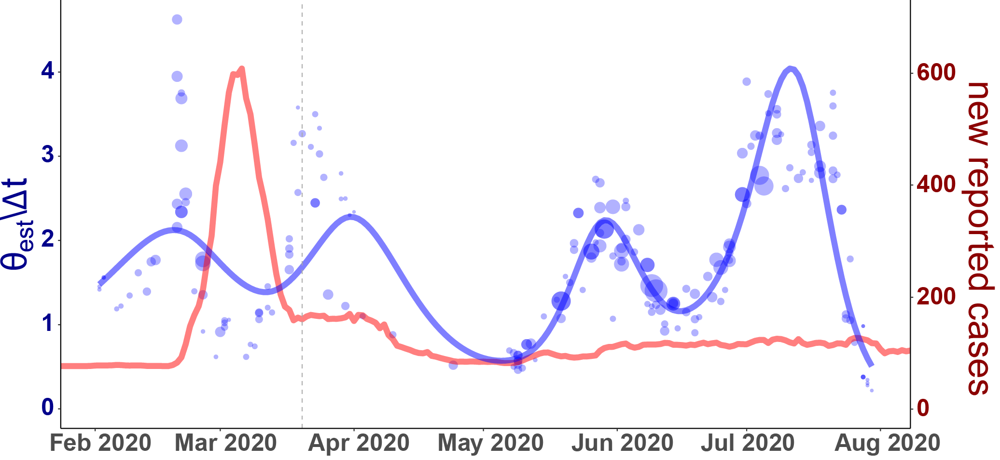 4
3
2
1
0
θest\Δt
600
400
200
0
new reported cases
Feb 2020
Mar 2020
Apr 2020
May 2020
Jun 2020
Jul 2020
Aug 2020